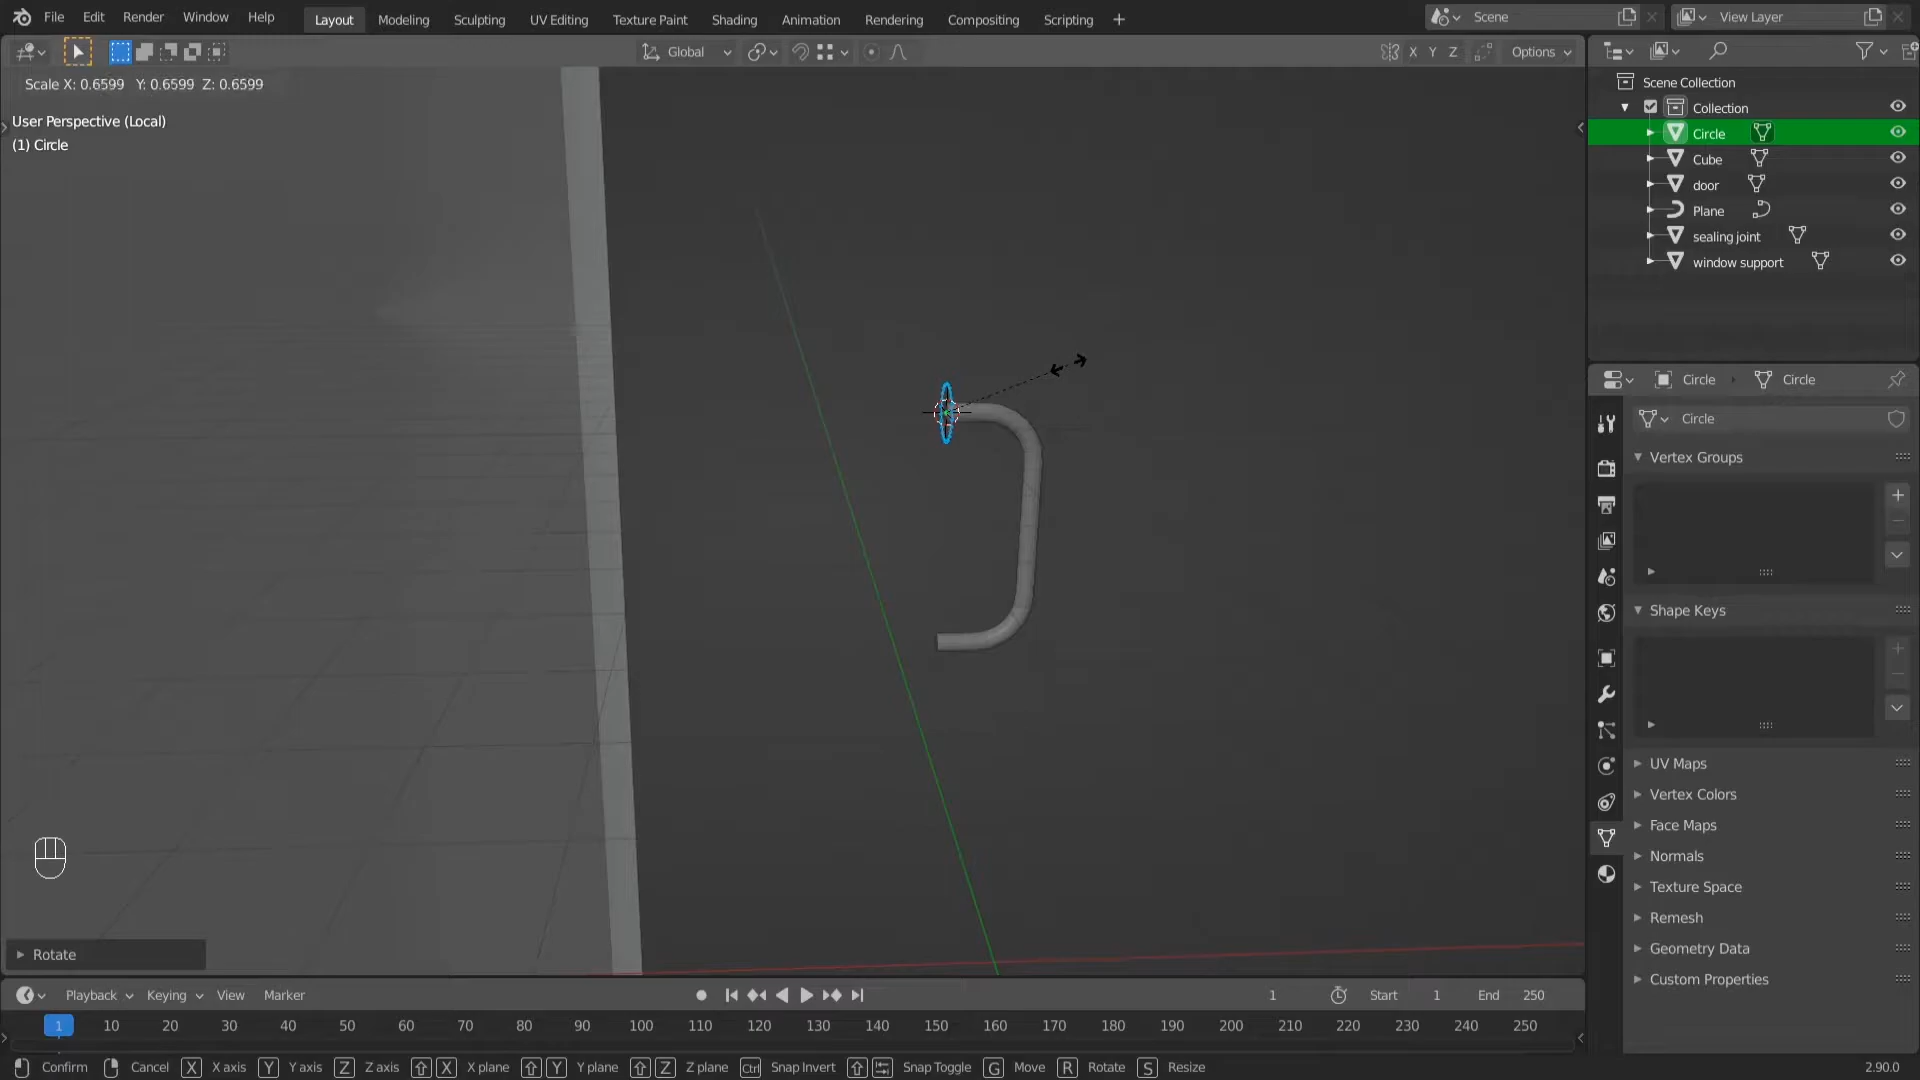 File Edit Render Window Help Layout Modeling Sculpting UV Editing Texture Paint Shading Animation Rendering Compositing Scripting + Scene View Layer
Global X Y Z Options
Scale X: 0.6599 Y: 0.6599 Z: 0.6599
User Perspective (Local)
(1) Circle
Scene Collection
Collection
Circle
Cube
door
Plane
sealing joint
window support
Circle Circle
Circle
Vertex Groups
Shape Keys
UV Maps
Vertex Colors
Face Maps
Normals
Texture Space
Remesh
Geometry Data
Custom Properties
Rotate
Playback Keying View Marker 1 Start 1 End 250
1 10 20 30 40 50 60 70 80 90 100 110 120 130 140 150 160 170 180 190 200 210 220 230 240 250
Confirm Cancel X X axis Y Y axis Z Z axis X X plane Y Y plane Z Z plane Ctrl Snap Invert Snap Toggle G Move R Rotate S Resize 2.90.0